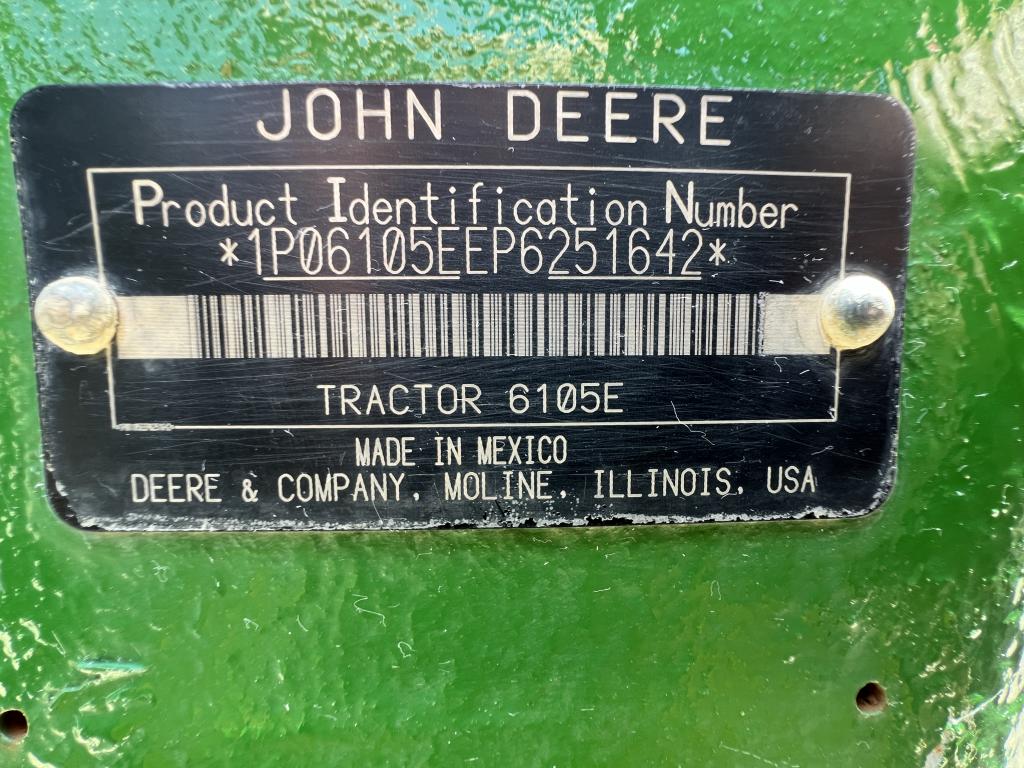 JOHN DEERE
Product Identification Number
*1P06105EEP6251642*
TRACTOR 6105E
MADE IN MEXICO
DEERE & COMPANY, MOLINE, ILLINOIS, USA